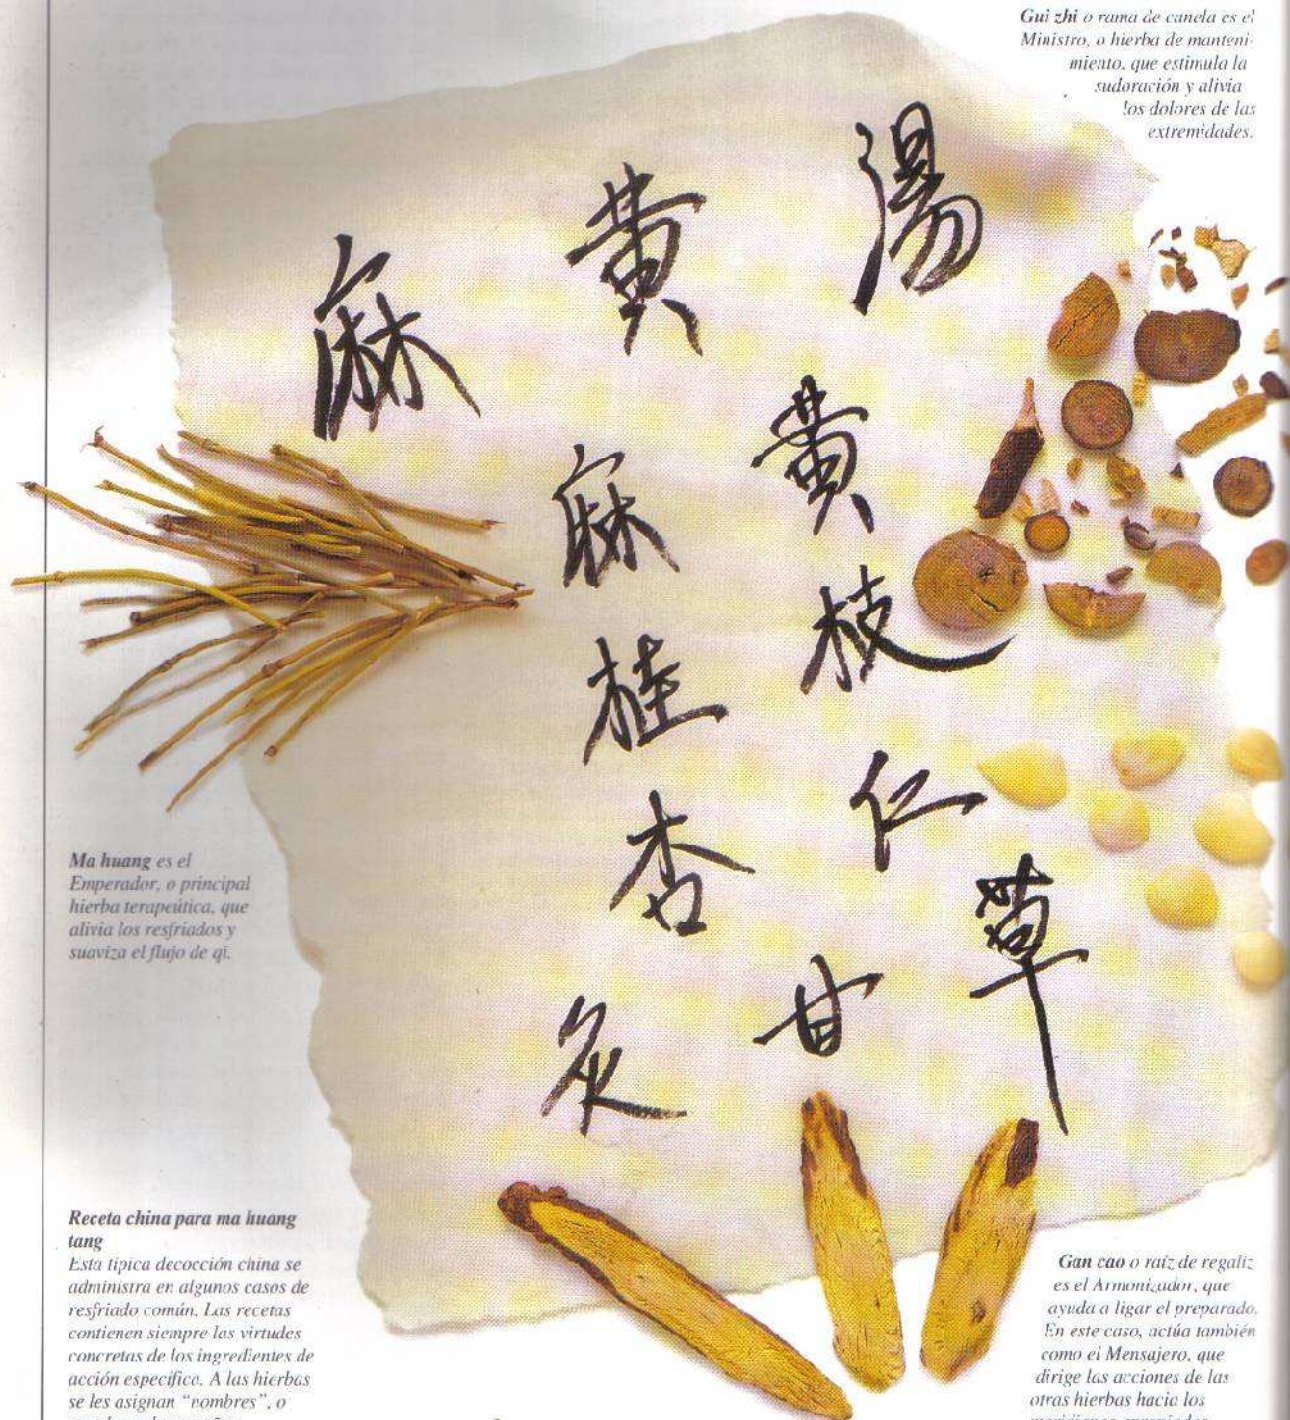 Gui zhi o rama de canela es el
Ministro, o hierba de manteni-
miento, que estimula la
sudoración y alivia
los dolores de las
extremidades.
麻黃湯
麻黃
桂枝
杏仁
炙甘草
Ma huang es el
Emperador, o principal
hierba terapeútica, que
alivia los resfriados y
suaviza el flujo de qi.
Receta china para ma huang
tang
Esta típica decocción china se
administra en algunos casos de
resfriado común. Las recetas
contienen siempre las virtudes
concretas de los ingredientes de
acción específica. A las hierbas
se les asignan “nombres”, o
Gan cao o raíz de regaliz
es el Armonizador, que
ayuda a ligar el preparado.
En este caso, actúa también
como el Mensajero, que
dirige las acciones de las
otras hierbas hacia los